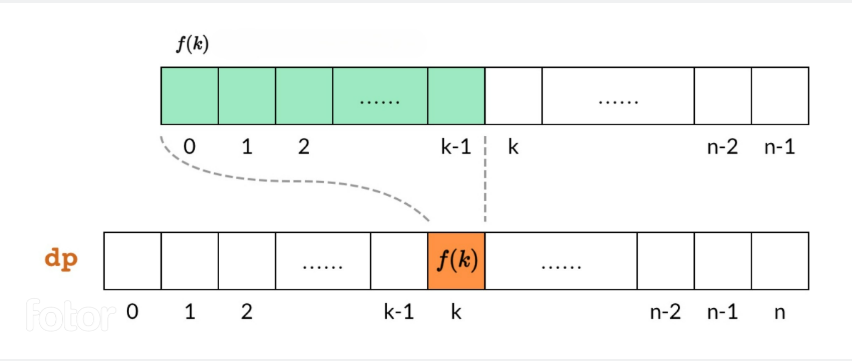 f(k)
...... ......
0 1 2 k-1 k n-2 n-1
dp ...... f(k) ......
fotor 0 1 2 k-1 k n-2 n-1 n